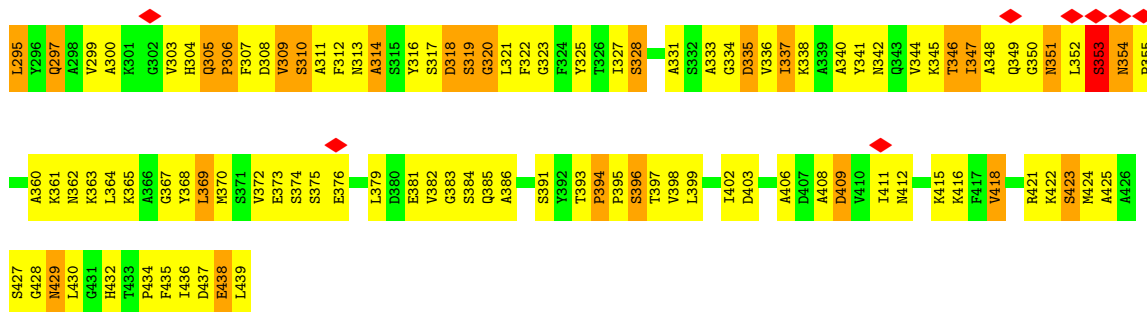 L295 Y296 Q297 A298 V299 A300 K301 G302 V303 H304 Q305 P306 F307 D308 V309 S310 A311 F312 N313 A314 S315 Y316 S317 D318 S319 G320 L321 F322 G323 F324 Y325 T326 I327 S328 A331 S332 A333 G334 D335 V336 I337 K338 A339 A340 Y341 N342 Q343 V344 K345 T346 I347 A348 Q349 G350 N351 L352 S353 N354 P355
A360 K361 N362 K363 L364 K365 A366 G367 Y368 L369 M370 S371 V372 E373 S374 S375 E376 L379 D380 E381 V382 G383 S384 Q385 A386 S391 Y392 T393 P394 P395 S396 T397 V398 L399 I402 D403 A406 D407 A408 D409 V410 I411 N412 K415 K416 F417 V418 R421 K422 S423 M424 A425 A426
S427 G428 N429 L430 G431 H432 T433 P434 F435 I436 D437 E438 L439